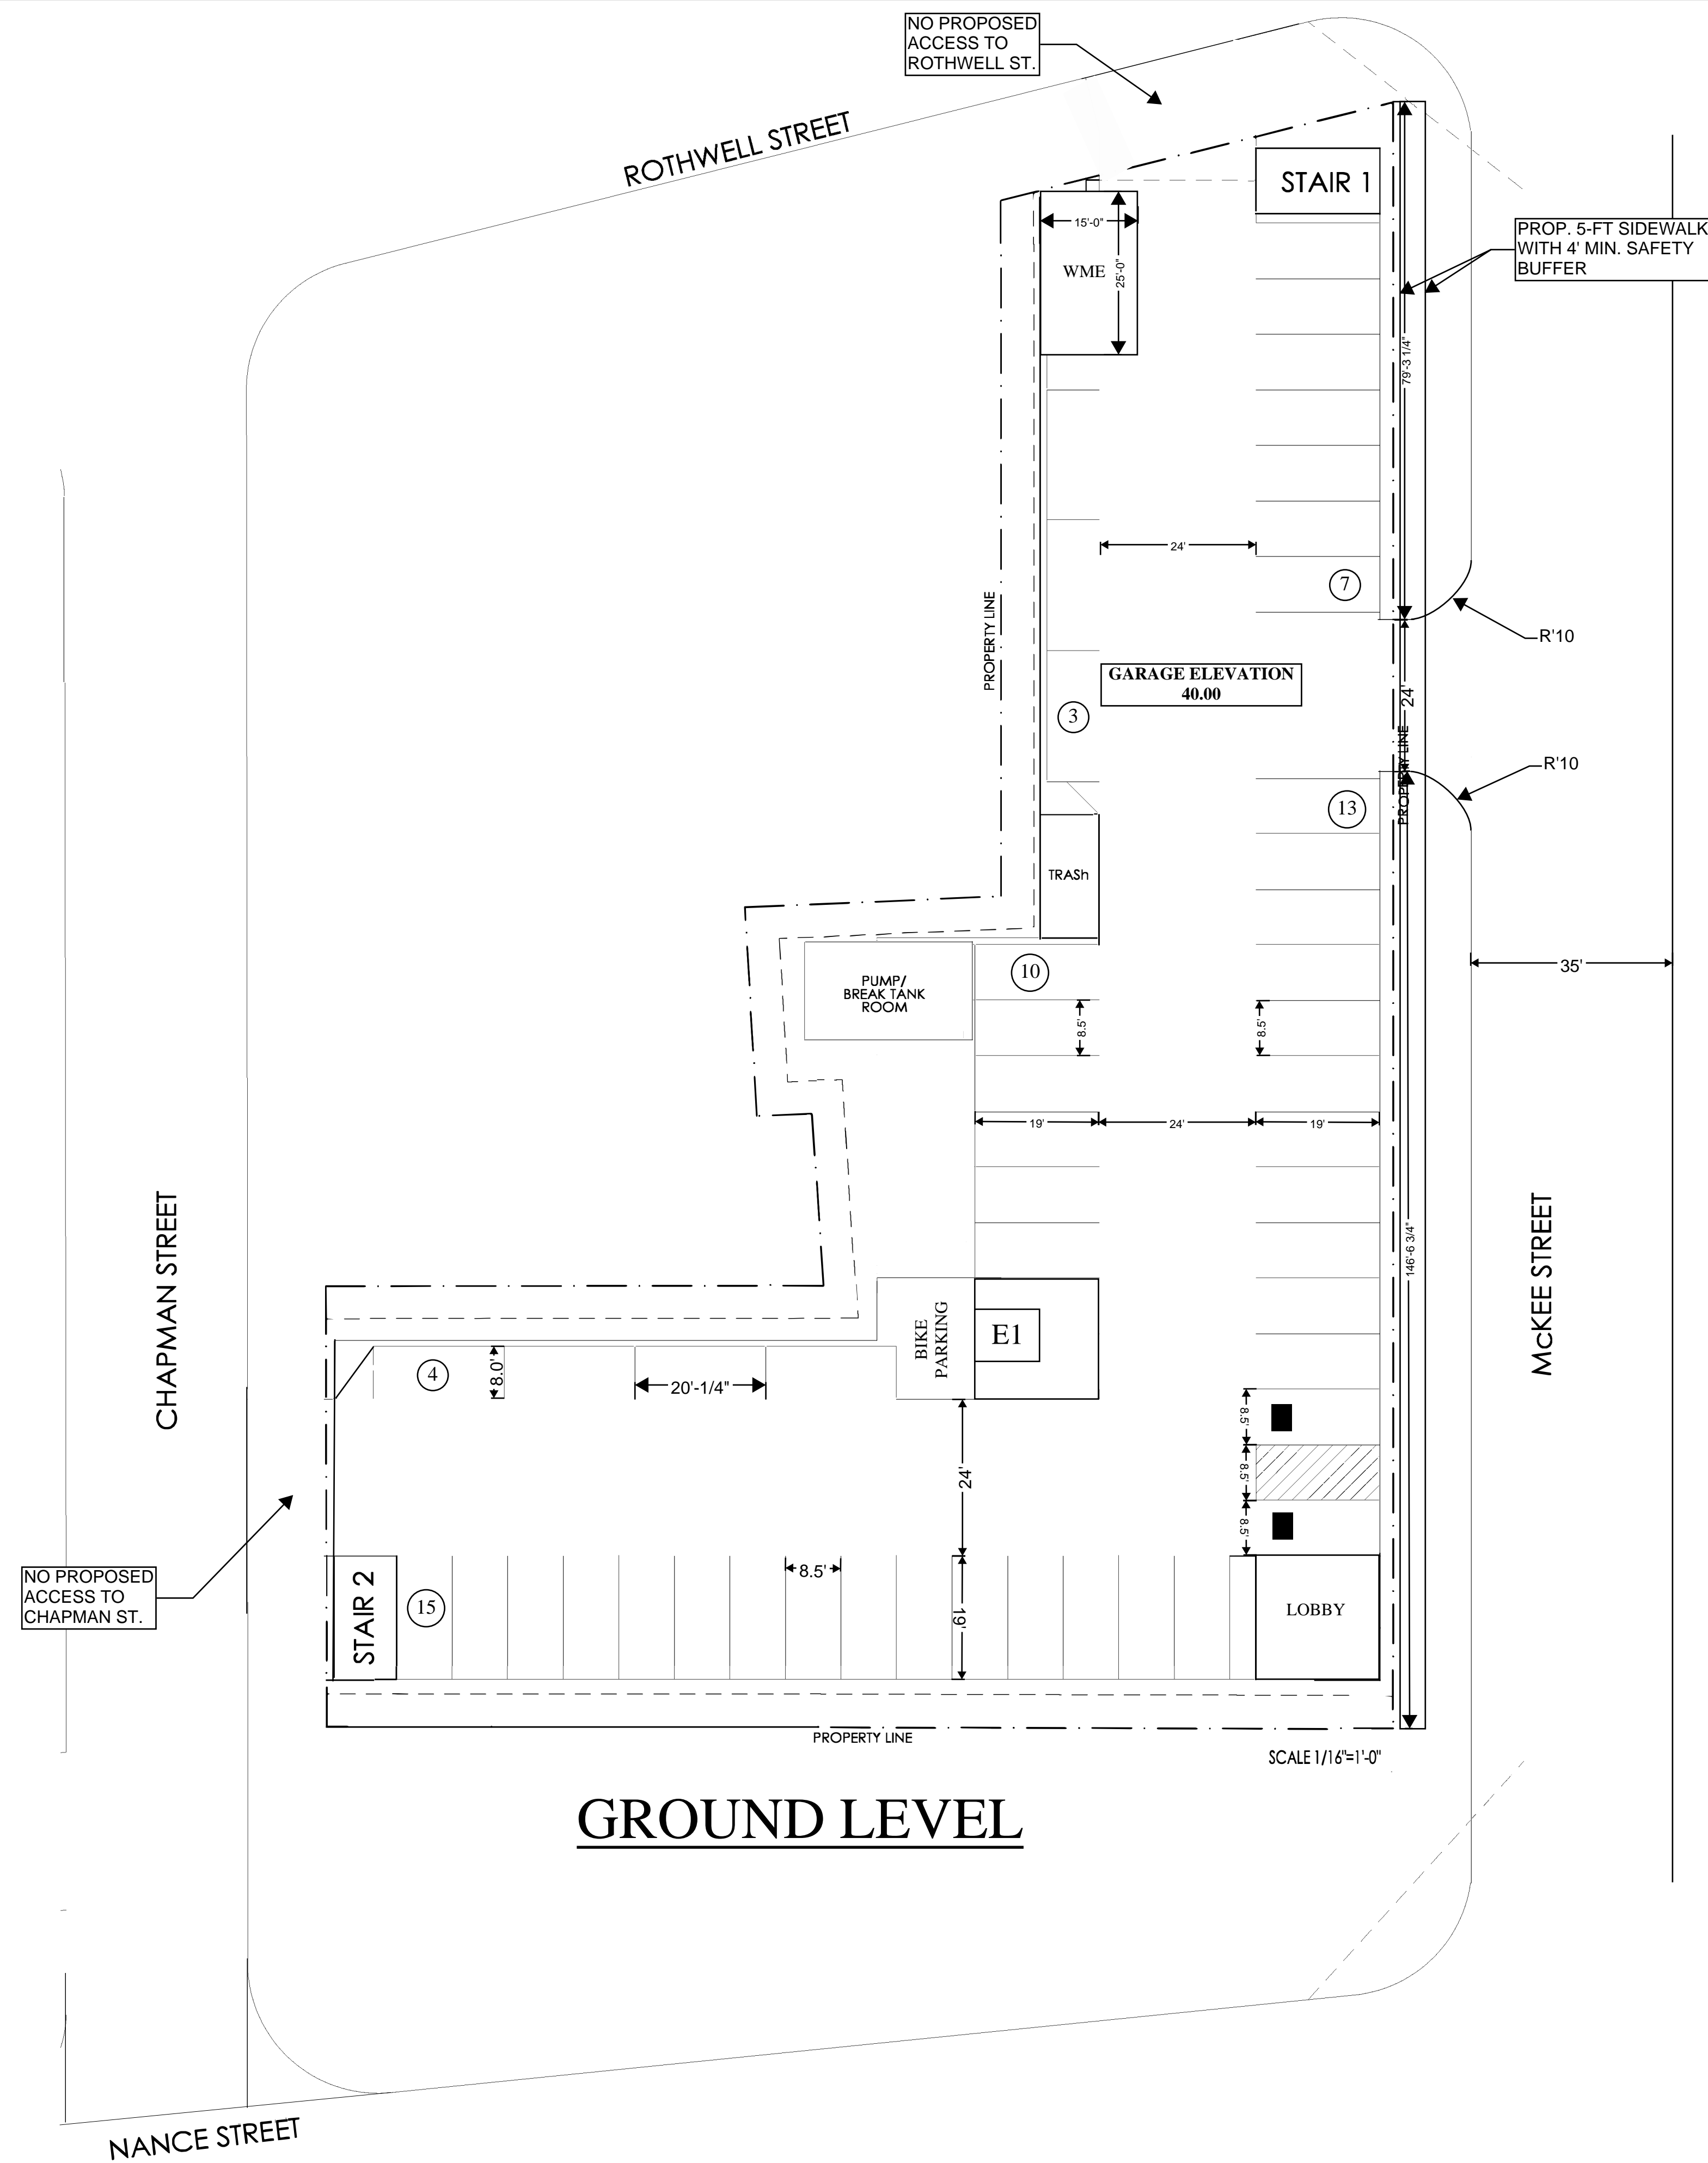 NO PROPOSED
ACCESS TO
ROTHWELL ST.
ROTHWELL STREET
STAIR 1
15'-0"
WME
25'-0"
PROP. 5-FT SIDEWALK
WITH 4' MIN. SAFETY
BUFFER
79'-3 1/4"
24'
7
R'10
PROPERTY LINE
GARAGE ELEVATION
40.00
3
24'
PROPERTY LINE
R'10
13
TRASh
35'
10
PUMP/
BREAK TANK
ROOM
8.5'
8.5'
19'
24'
19'
CHAPMAN STREET
McKEE STREET
146'-6 3/4"
BIKE
PARKING
E1
4
8.0'
20'-1/4"
8.5'
24'
8.5'
8.5'
NO PROPOSED
ACCESS TO
CHAPMAN ST.
STAIR 2
15
8.5'
19'
LOBBY
PROPERTY LINE
SCALE 1/16"=1'-0"
GROUND LEVEL
NANCE STREET